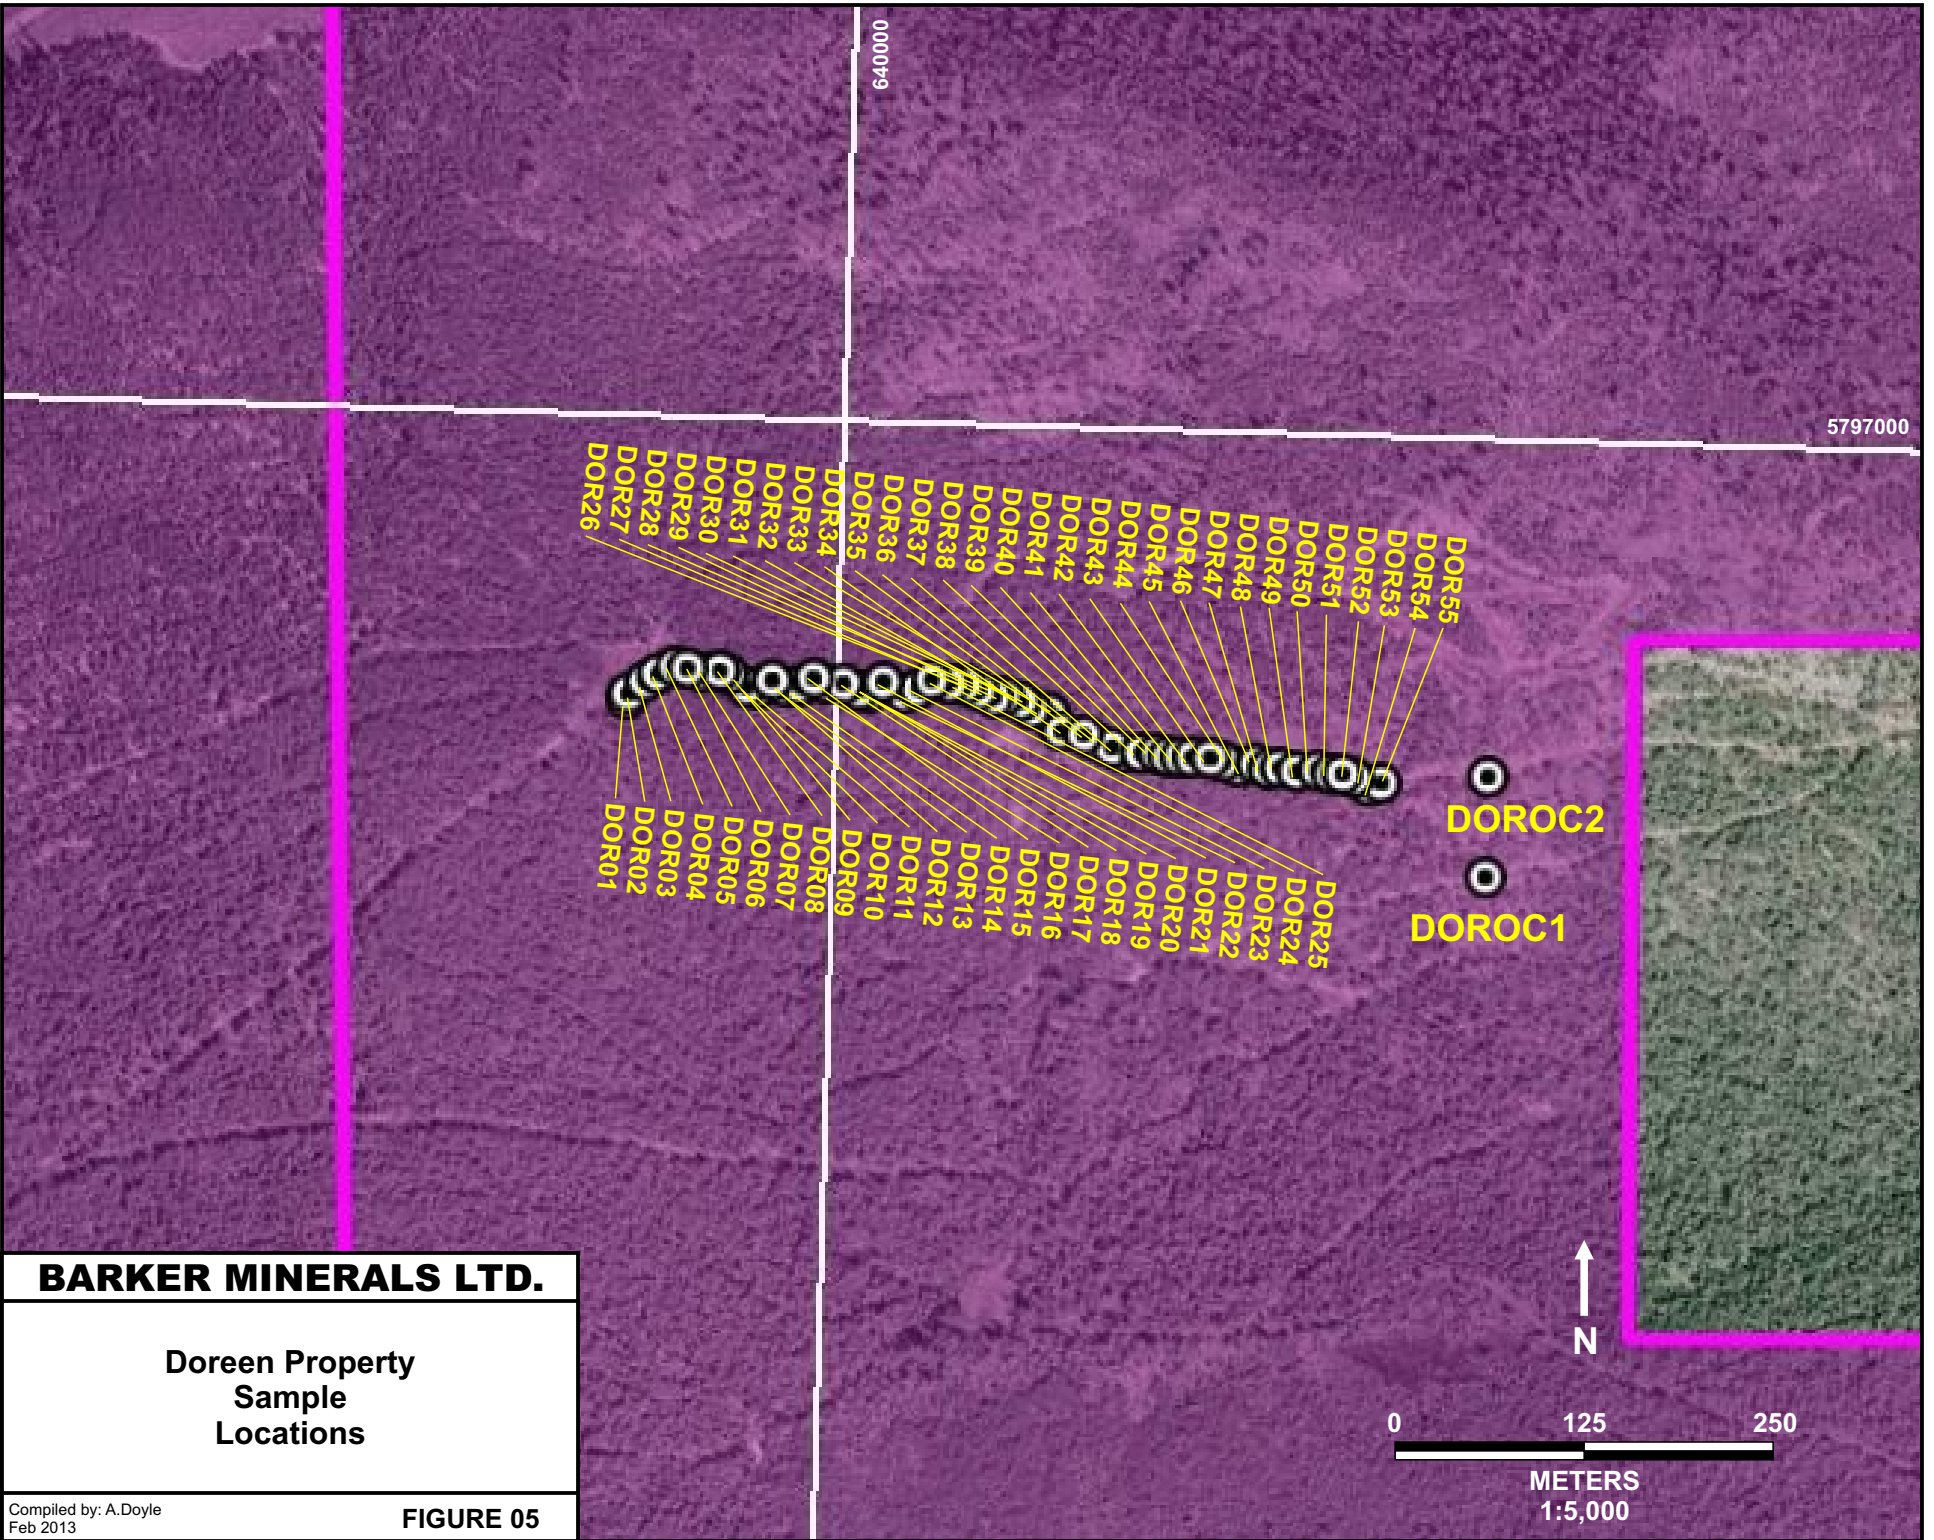 640000
5797000
DOR26
DOR27
DOR28
DOR29
DOR30
DOR31
DOR32
DOR33
DOR34
DOR35
DOR36
DOR37
DOR38
DOR39
DOR40
DOR41
DOR42
DOR43
DOR44
DOR45
DOR46
DOR47
DOR48
DOR49
DOR50
DOR51
DOR52
DOR53
DOR54
DOR55
DOROC2
DOR01
DOR02
DOR03
DOR04
DOR05
DOR06
DOR07
DOR08
DOR09
DOR10
DOR11
DOR12
DOR13
DOR14
DOR15
DOR16
DOR17
DOR18
DOR19
DOR20
DOR21
DOR22
DOR23
DOR24
DOR25
DOROC1
N
0 125 250
METERS
1:5,000
BARKER MINERALS LTD.
Doreen Property
Sample
Locations
Compiled by: A.Doyle
Feb 2013
FIGURE 05